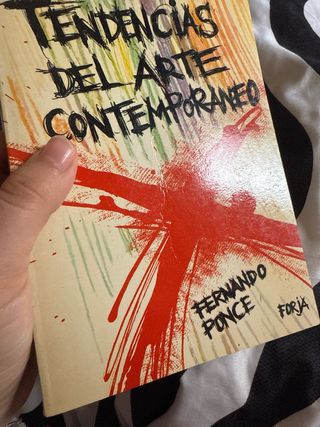 TENDENCIAS
DEL ARTE
CONTEMPORANEO
FERNANDO
PONCE
FORJA